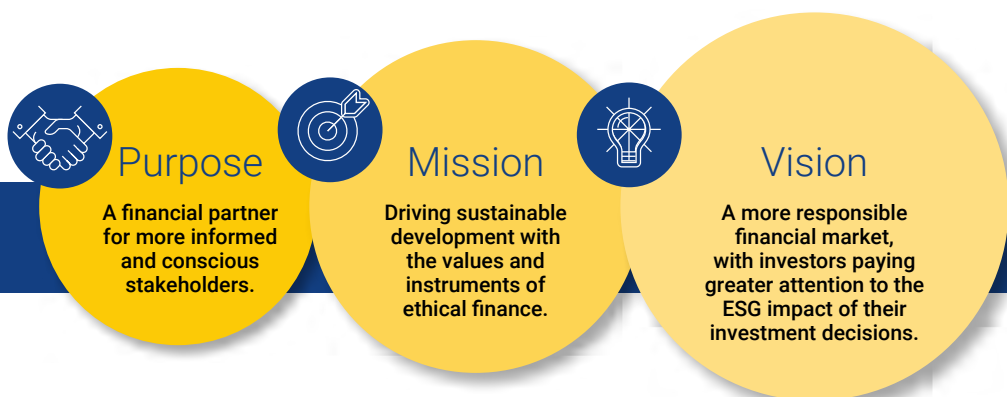 Purpose
A financial partner
for more informed
and conscious
stakeholders.
Mission
Driving sustainable
development with
the values and
instruments of
ethical finance.
Vision
A more responsible
financial market,
with investors paying
greater attention to the
ESG impact of their
investment decisions.